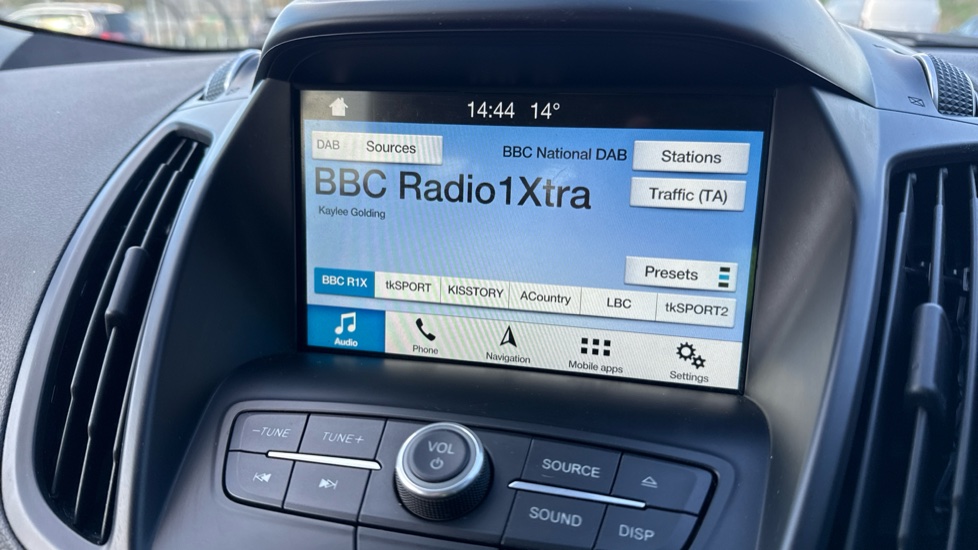 14:44 14°
DAB Sources
BBC National DAB
Stations
BBC Radio1Xtra
Traffic (TA)
Kaylee Golding
Presets
BBC R1X tkSPORT KISSTORY ACountry LBC tkSPORT2
Audio Phone Navigation Mobile apps Settings
−TUNE TUNE+ VOL SOURCE
SOUND DISP